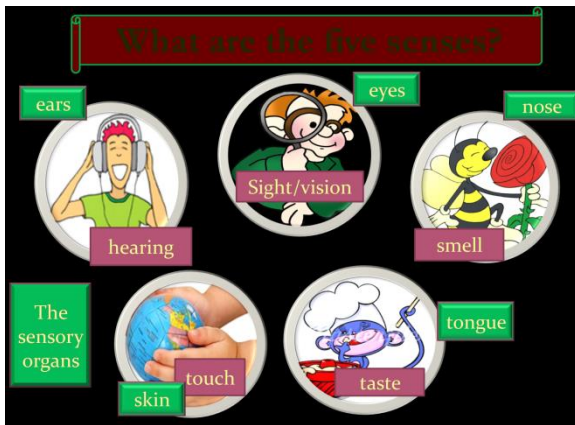 What are the five senses?
ears
eyes
nose
Sight/vision
hearing
smell
The
sensory
organs
tongue
touch
taste
skin